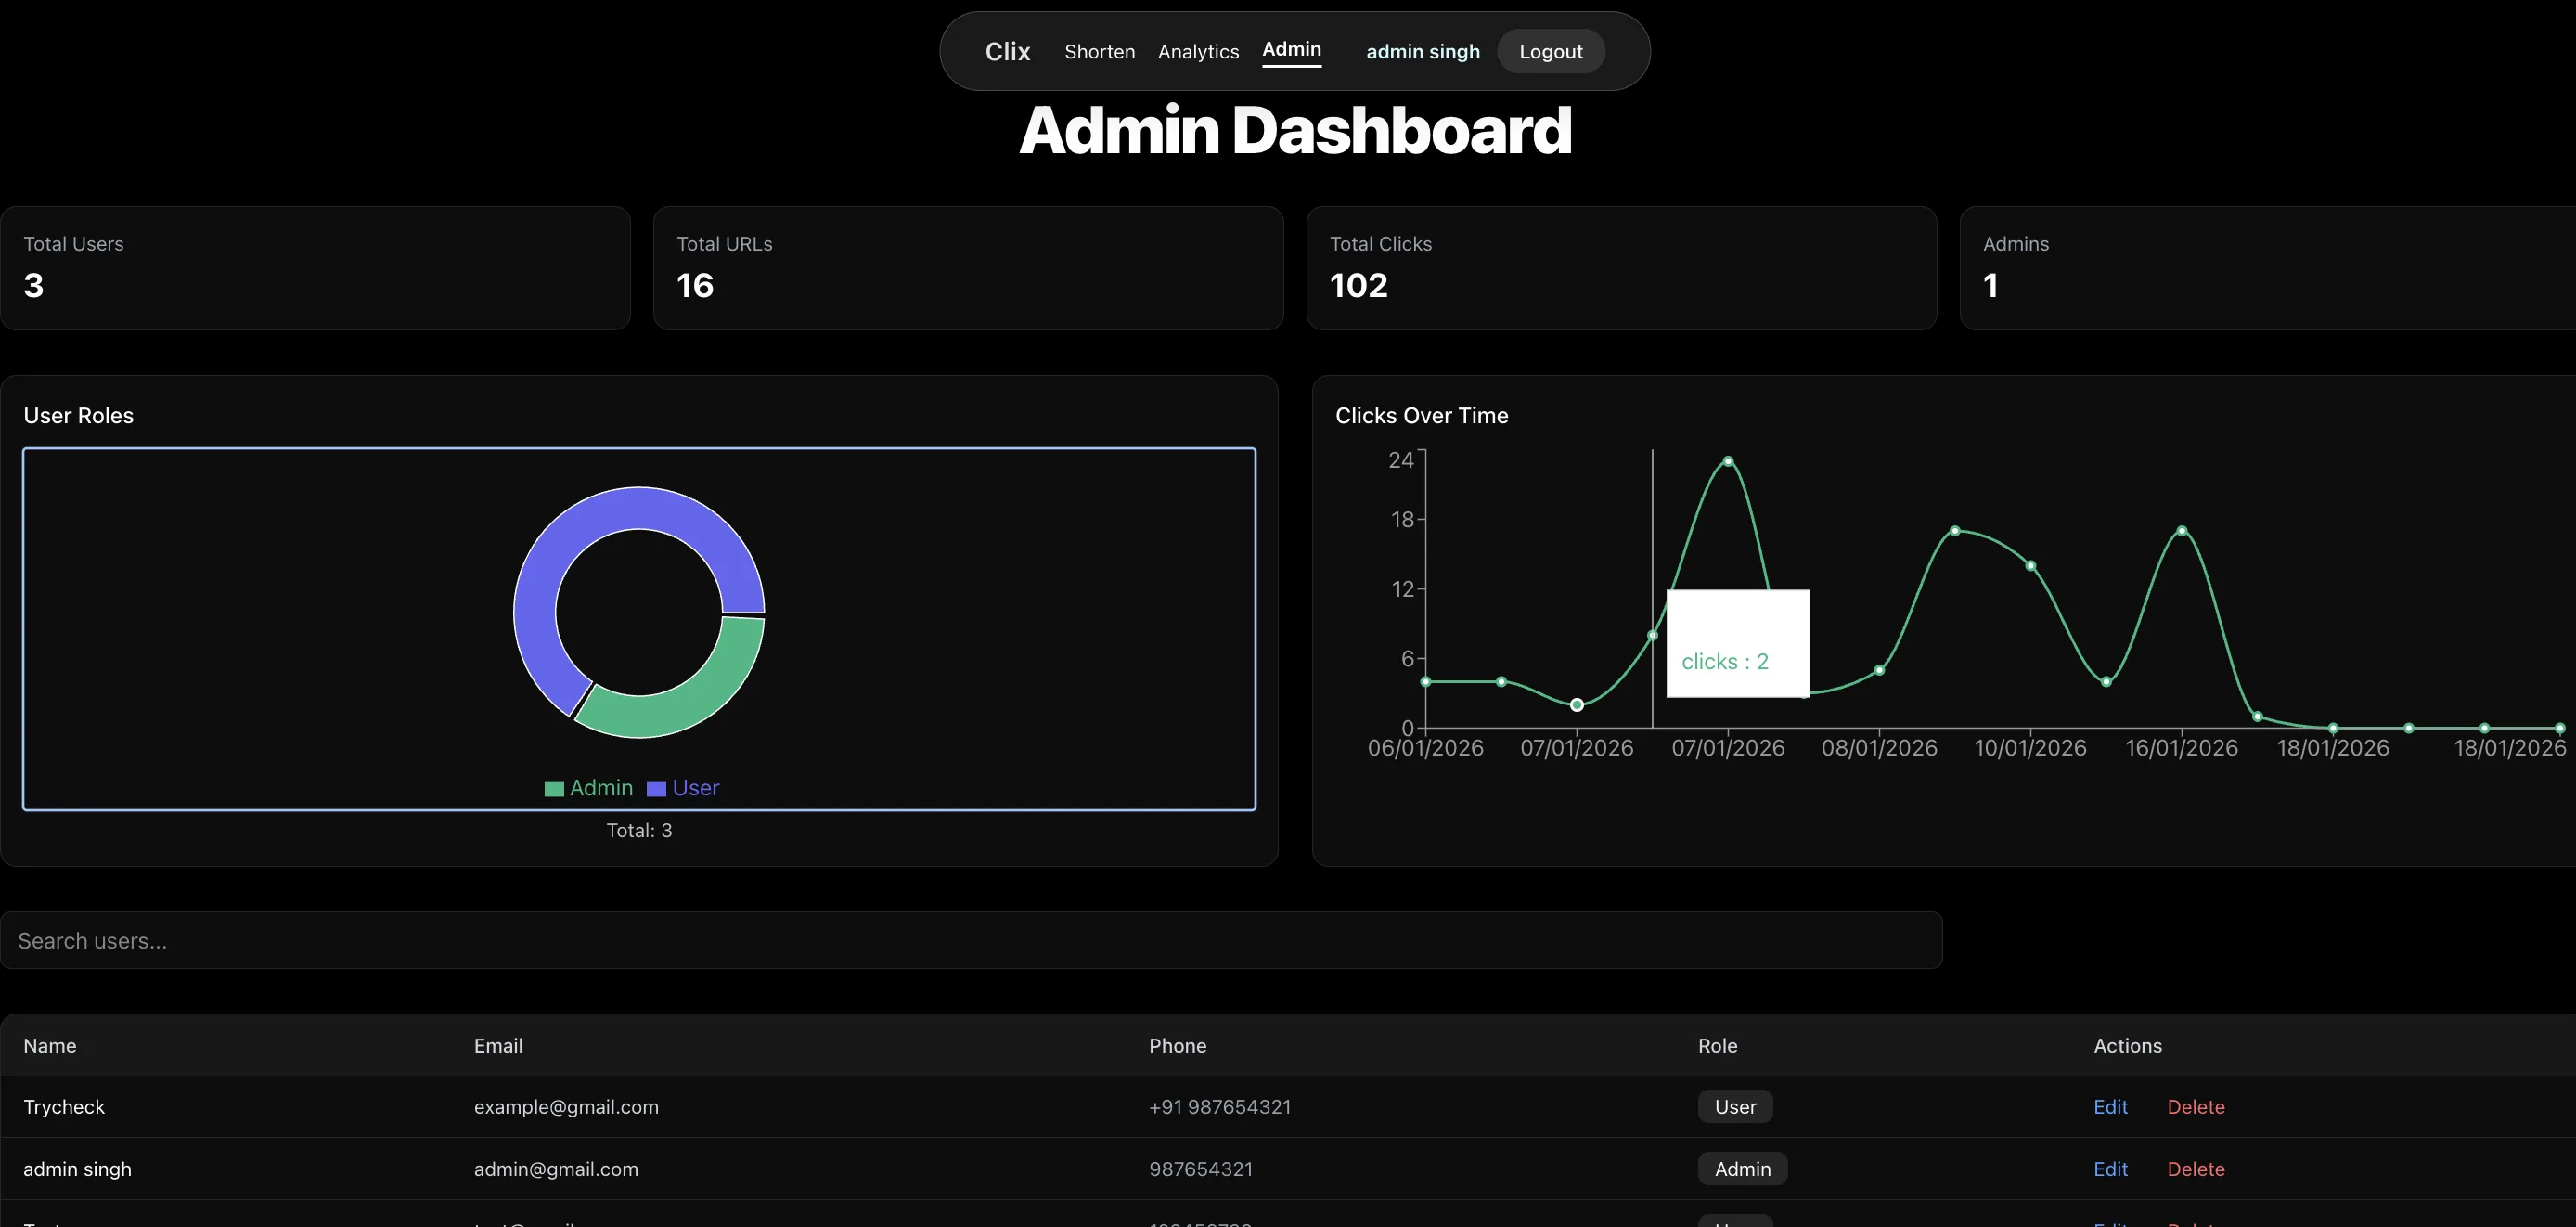 Clix Shorten Analytics Admin admin singh Logout
Admin Dashboard
Total Users
3
Total URLs
16
Total Clicks
102
Admins
1
User Roles
Admin User
Total: 3
Clicks Over Time
24
18
12
6
0
clicks : 2
06/01/2026 07/01/2026 07/01/2026 08/01/2026 10/01/2026 16/01/2026 18/01/2026 18/01/2026
Search users...
Name Email Phone Role Actions
Trycheck example@gmail.com +91 987654321 User Edit Delete
admin singh admin@gmail.com 987654321 Admin Edit Delete